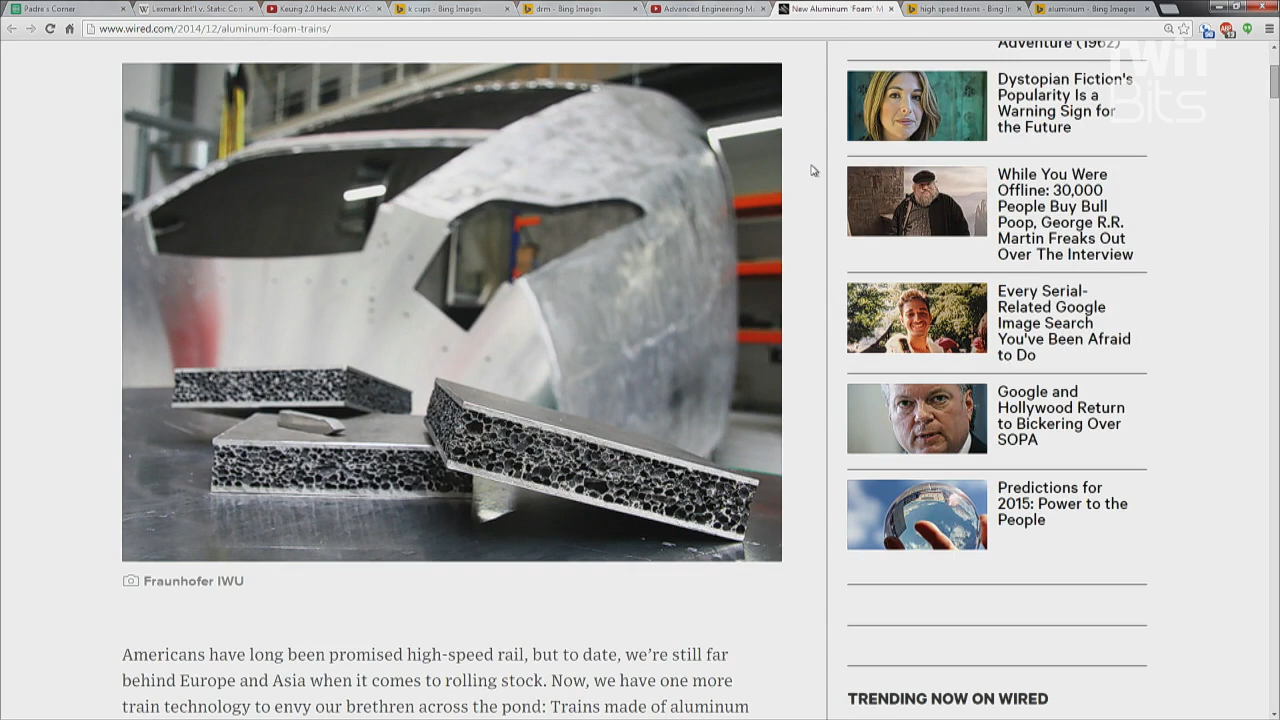 Padre's Corner
Lexmark Int'l v. Static Con
Keurig 2.0 Hack: ANY K-C
k cups - Bing Images
drm - Bing Images
Advanced Engineering Ma
New Aluminum 'Foam' M
high speed trains - Bing Ir
aluminum - Bing Images
www.wired.com/2014/12/aluminum-foam-trains/
Adventure (1962)
TWiT
Bits
Dystopian Fiction's
Popularity Is a
Warning Sign for
the Future
While You Were
Offline: 30,000
People Buy Bull
Poop, George R.R.
Martin Freaks Out
Over The Interview
Every Serial-
Related Google
Image Search
You've Been Afraid
to Do
Google and
Hollywood Return
to Bickering Over
SOPA
Predictions for
2015: Power to the
People
Fraunhofer IWU
Americans have long been promised high-speed rail, but to date, we're still far
behind Europe and Asia when it comes to rolling stock. Now, we have one more
train technology to envy our brethren across the pond: Trains made of aluminum
TRENDING NOW ON WIRED